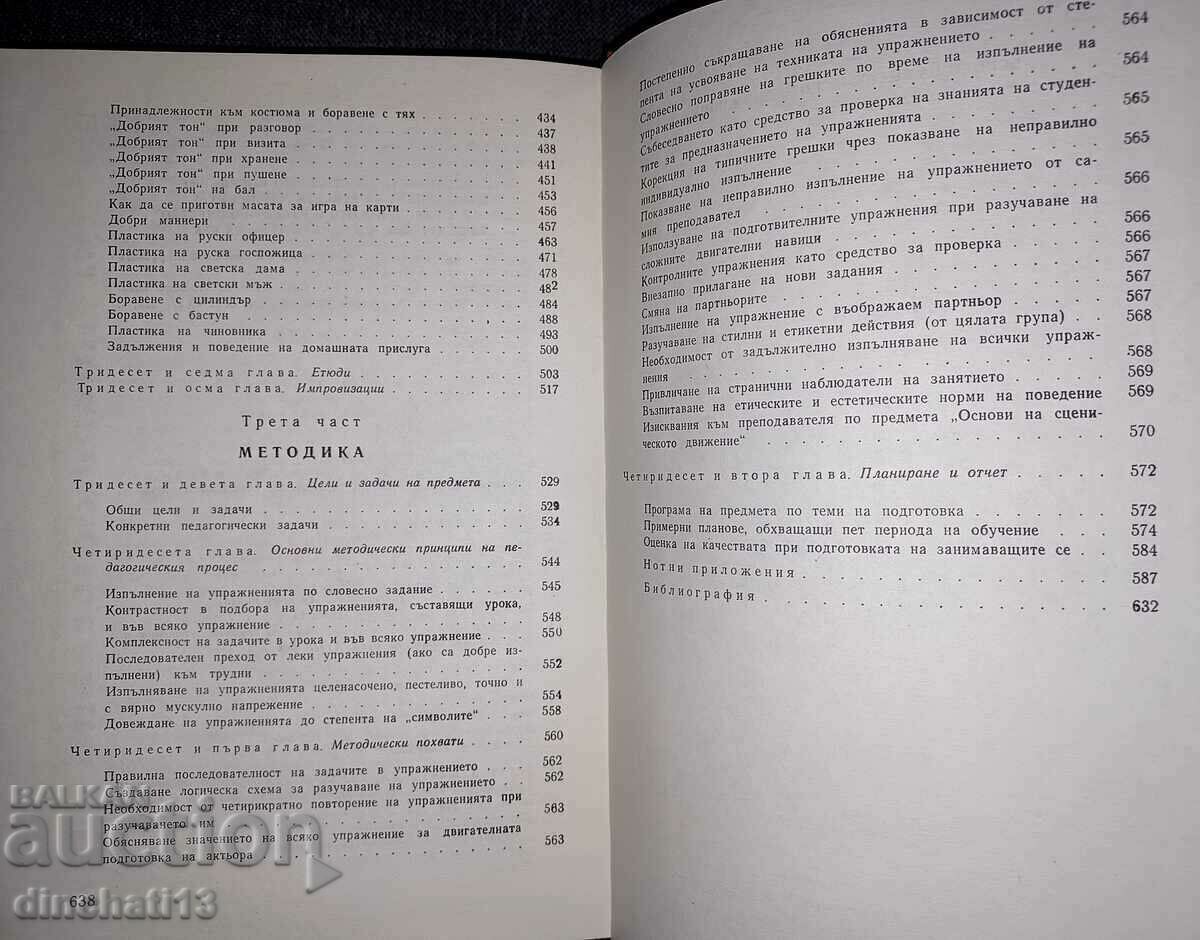 Принадлежности към костюма и боравене с тях . . . . . . . 434
„Добрият тон“ при разговор . . . . . . . . . . . . 437
„Добрият тон“ при визита . . . . . . . . . . . . 438
„Добрият тон“ при хранене . . . . . . . . . . . . 441
„Добрият тон“ при пушене . . . . . . . . . . . . 451
„Добрият тон“ на бал . . . . . . . . . . . . . . 453
Как да се приготви масата за игра на карти . . . . . . . 456
Добри маниери . . . . . . . . . . . . . . . . 457
Пластика на руски офицер . . . . . . . . . . . . 463
Пластика на руска госпожица . . . . . . . . . . . 471
Пластика на светска дама . . . . . . . . . . . . 478
Пластика на светски мъж . . . . . . . . . . . . 482
Боравене с цилиндър . . . . . . . . . . . . . . 484
Боравене с бастун . . . . . . . . . . . . . . 488
Пластика на чиновника . . . . . . . . . . . . . 493
Задължения и поведение на домашната прислуга . . . . . . 500
Тридесет и седма глава. Етюди . . . . . . . . . . 503
Тридесет и осма глава. Импровизации . . . . . . . . 517
Трета част
МЕТОДИКА
Тридесет и девета глава. Цели и задачи на предмета . . . 529
Общи цели и задачи . . . . . . . . . . . . . . 529
Конкретни педагогически задачи . . . . . . . . . . 534
Четиридесета глава. Основни методически принципи на пе-
дагогическия процес . . . . . . . . . . . . . . 544
Изпълнение на упражненията по словесно задание . . . . . 545
Контрастност в подбора на упражненията, съставящи урока,
и във всяко упражнение . . . . . . . . . . . . . 548
Комплексност на задачите в урока и във всяко упражнение . . . 550
Последователен преход от леки упражнения (ако са добре из-
пълнени) към трудни . . . . . . . . . . . . . . 552
Изпълняване на упражненията целенасочено, пестеливо, точно и
с вярно мускулно напрежение . . . . . . . . . . . 554
Довеждане на упражненията до степента на „символите“ . . . 558
Четиридесет и първа глава. Методически похвати . . . . 560
Правилна последователност на задачите в упражнението . . . 562
Създаване логическа схема за разучаване на упражнението . . 562
Необходимост от четирикратно повторение на упражненията при
разучаването им . . . . . . . . . . . . . . . 563
Обясняване значението на всяко упражнение за двигателната
подготовка на актьора . . . . . . . . . . . . . 563
638
Постепенно съкращаване на обясненията в зависимост от сте-
пента на усвояване на техниката на упражнението . . . . . 564
Словесно поправяне на грешките по време на изпълнение на
упражнението . . . . . . . . . . . . . . . . 564
Събеседването като средство за проверка на знанията на студен-
тите за предназначението на упражненията . . . . . . . 565
Корекция на типичните грешки чрез показване на неправилно
индивидуално изпълнение . . . . . . . . . . . . 565
Показване на неправилно изпълнение на упражнението от са-
мия преподавател . . . . . . . . . . . . . . . 566
Използуване на подготвителните упражнения при разучаване на
сложните двигателни навици . . . . . . . . . . . . 566
Контролните упражнения като средство за проверка . . . . 566
Внезапно прилагане на нови задания . . . . . . . . . 567
Смяна на партньорите . . . . . . . . . . . . . 567
Изпълнение на упражнение с въображаем партньор . . . . . 567
Разучаване на стилни и етикетни действия (от цялата група) . . 568
Необходимост от задължително изпълняване на всички упраж-
нения . . . . . . . . . . . . . . . . . . . 568
Привличане на странични наблюдатели на занятието . . . . 569
Възпитаване на етическите и естетическите норми на поведение 569
Изисквания към преподавателя по предмета „Основи на сцени-
ческото движение“ . . . . . . . . . . . . . . . 570
Четиридесет и втора глава. Планиране и отчет . . . . . 572
Програма на предмета по теми на подготовка . . . . . . 572
Примерни планове, обхващащи пет периода на обучение . . . 574
Оценка на качествата при подготовката на занимаващите се . . 584
Нотни приложения . . . . . . . . . . . . . . . 587
Библиография . . . . . . . . . . . . . . . . 632
BALKAN
auction
dinehati13